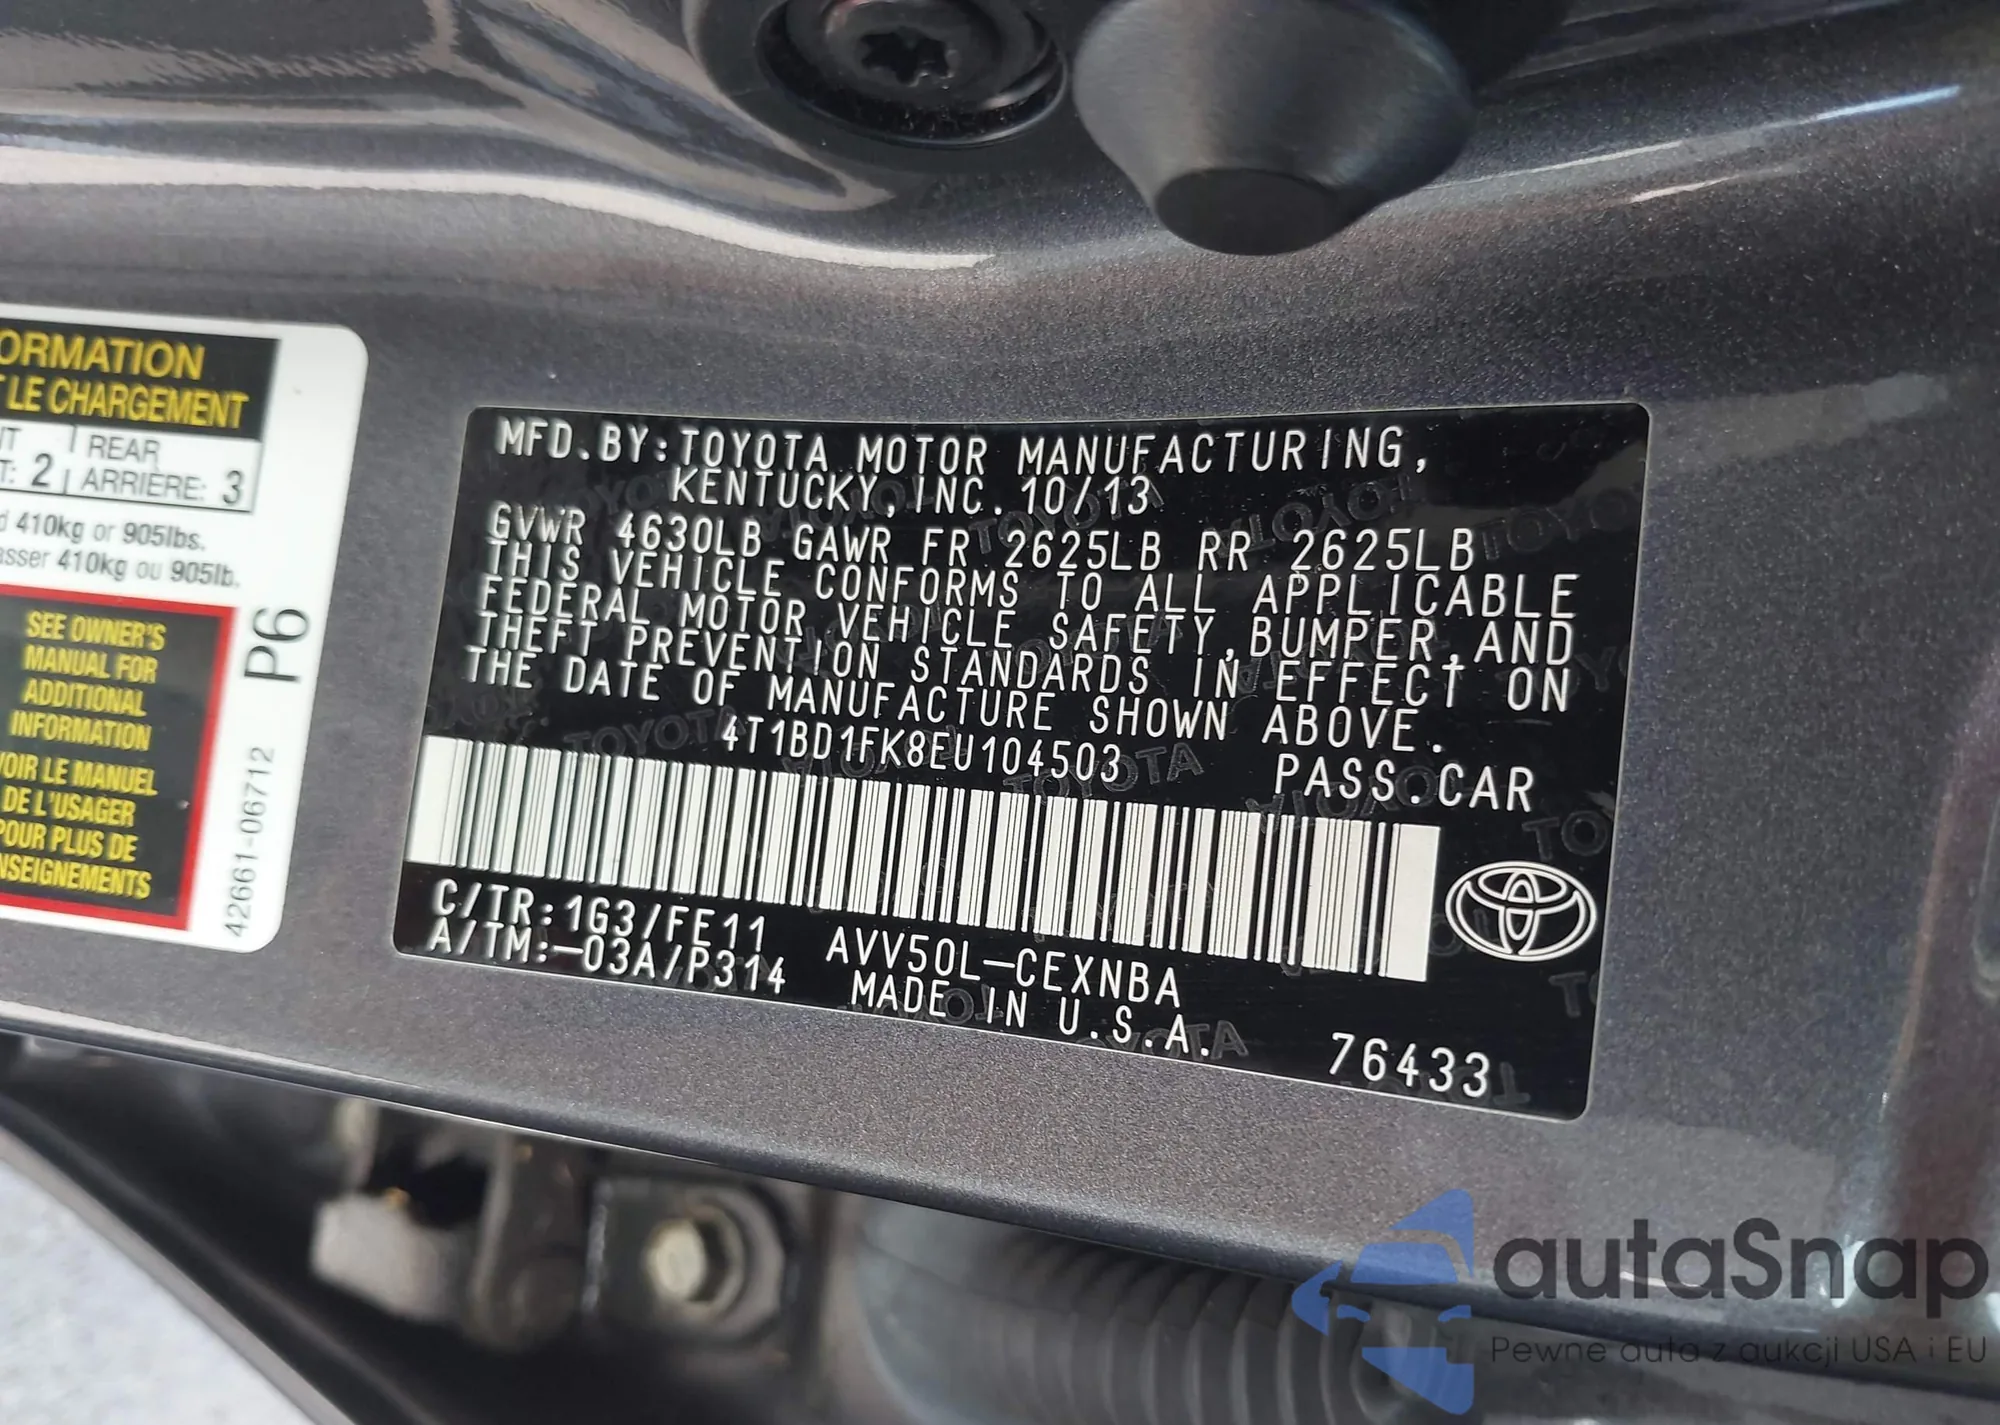 ORMATION
LE CHARGEMENT
REAR
: 2 ARRIÈRE: 3
410kg or 905lbs.
asser 410kg ou 905lb.
SEE OWNER'S
MANUAL FOR
ADDITIONAL
INFORMATION
VOIR LE MANUEL
DE L'USAGER
POUR PLUS DE
NSEIGNEMENTS
42661-06712 P6
MFD.BY:TOYOTA MOTOR MANUFACTURING,
KENTUCKY,INC.10/13
GVWR 4630LB GAWR FR 2625LB RR 2625LB
THIS VEHICLE CONFORMS TO ALL APPLICABLE
FEDERAL MOTOR VEHICLE SAFETY,BUMPER,AND
THEFT PREVENTION STANDARDS IN EFFECT ON
THE DATE OF MANUFACTURE SHOWN ABOVE.
4T1BD1FK8EU104503 PASS.CAR
C/TR:1G3/FE11 AVV50L-CEXNBA
A/TM:-03A/P314 MADE IN U.S.A.
76433
autaSnap
Pewne auta z aukcji USA i EU